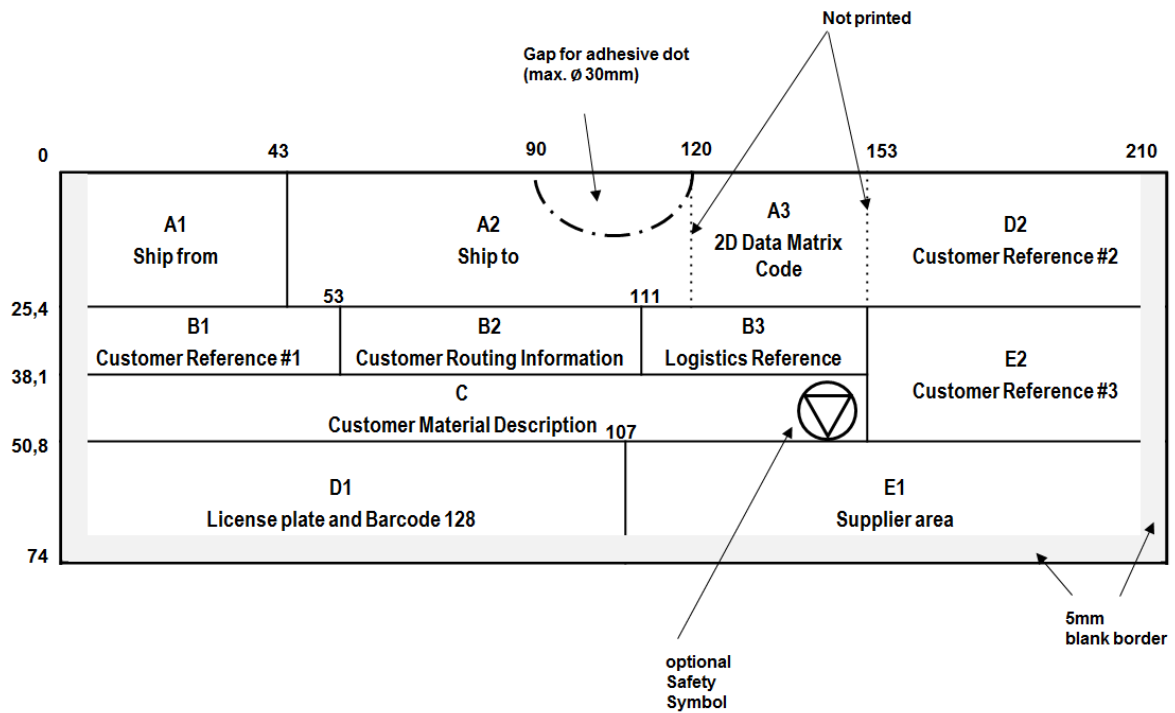 Not printed
Gap for adhesive dot
(max. Ø 30mm)
0
43
90
120
153
210
A1
Ship from
A2
Ship to
A3
2D Data Matrix
Code
D2
Customer Reference #2
25,4
53
111
B1
Customer Reference #1
B2
Customer Routing Information
B3
Logistics Reference
E2
Customer Reference #3
38,1
C
Customer Material Description
107
50,8
D1
License plate and Barcode 128
E1
Supplier area
74
5mm
blank border
optional
Safety
Symbol